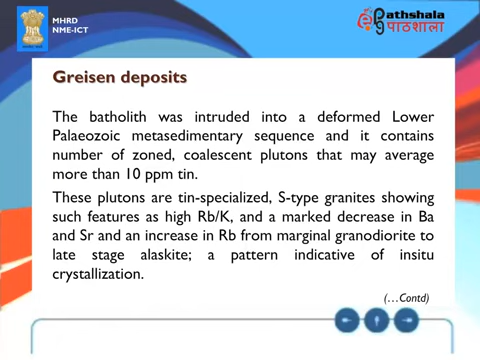 MHRD
NME-ICT
Pathshala
पाठशाला
Greisen deposits
The batholith was intruded into a deformed Lower
Palaeozoic metasedimentary sequence and it contains
number of zoned, coalescent plutons that may average
more than 10 ppm tin.
These plutons are tin-specialized, S-type granites showing
such features as high Rb/K, and a marked decrease in Ba
and Sr and an increase in Rb from marginal granodiorite to
late stage alaskite; a pattern indicative of insitu
crystallization.
(…Contd)